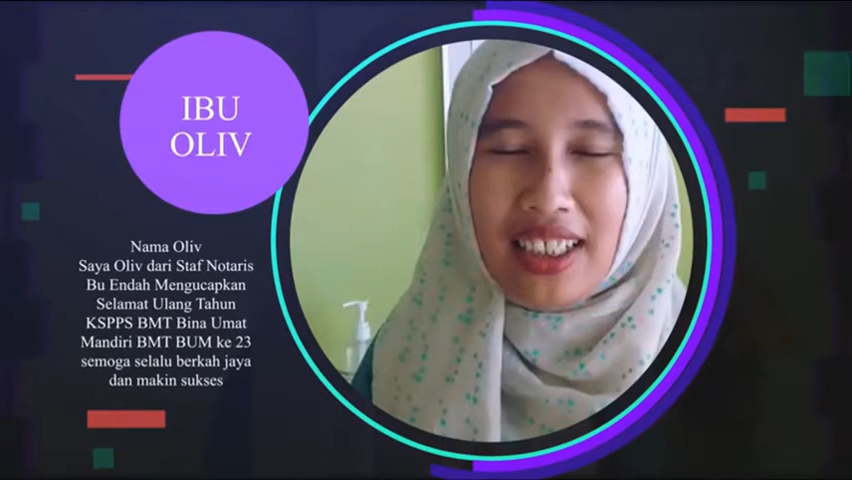 IBU
OLIV
Nama Oliv
Saya Oliv dari Staf Notaris
Bu Endah Mengucapkan
Selamat Ulang Tahun
KSPPS BMT Bina Umat
Mandiri BMT BUM ke 23
semoga selalu berkah jaya
dan makin sukses